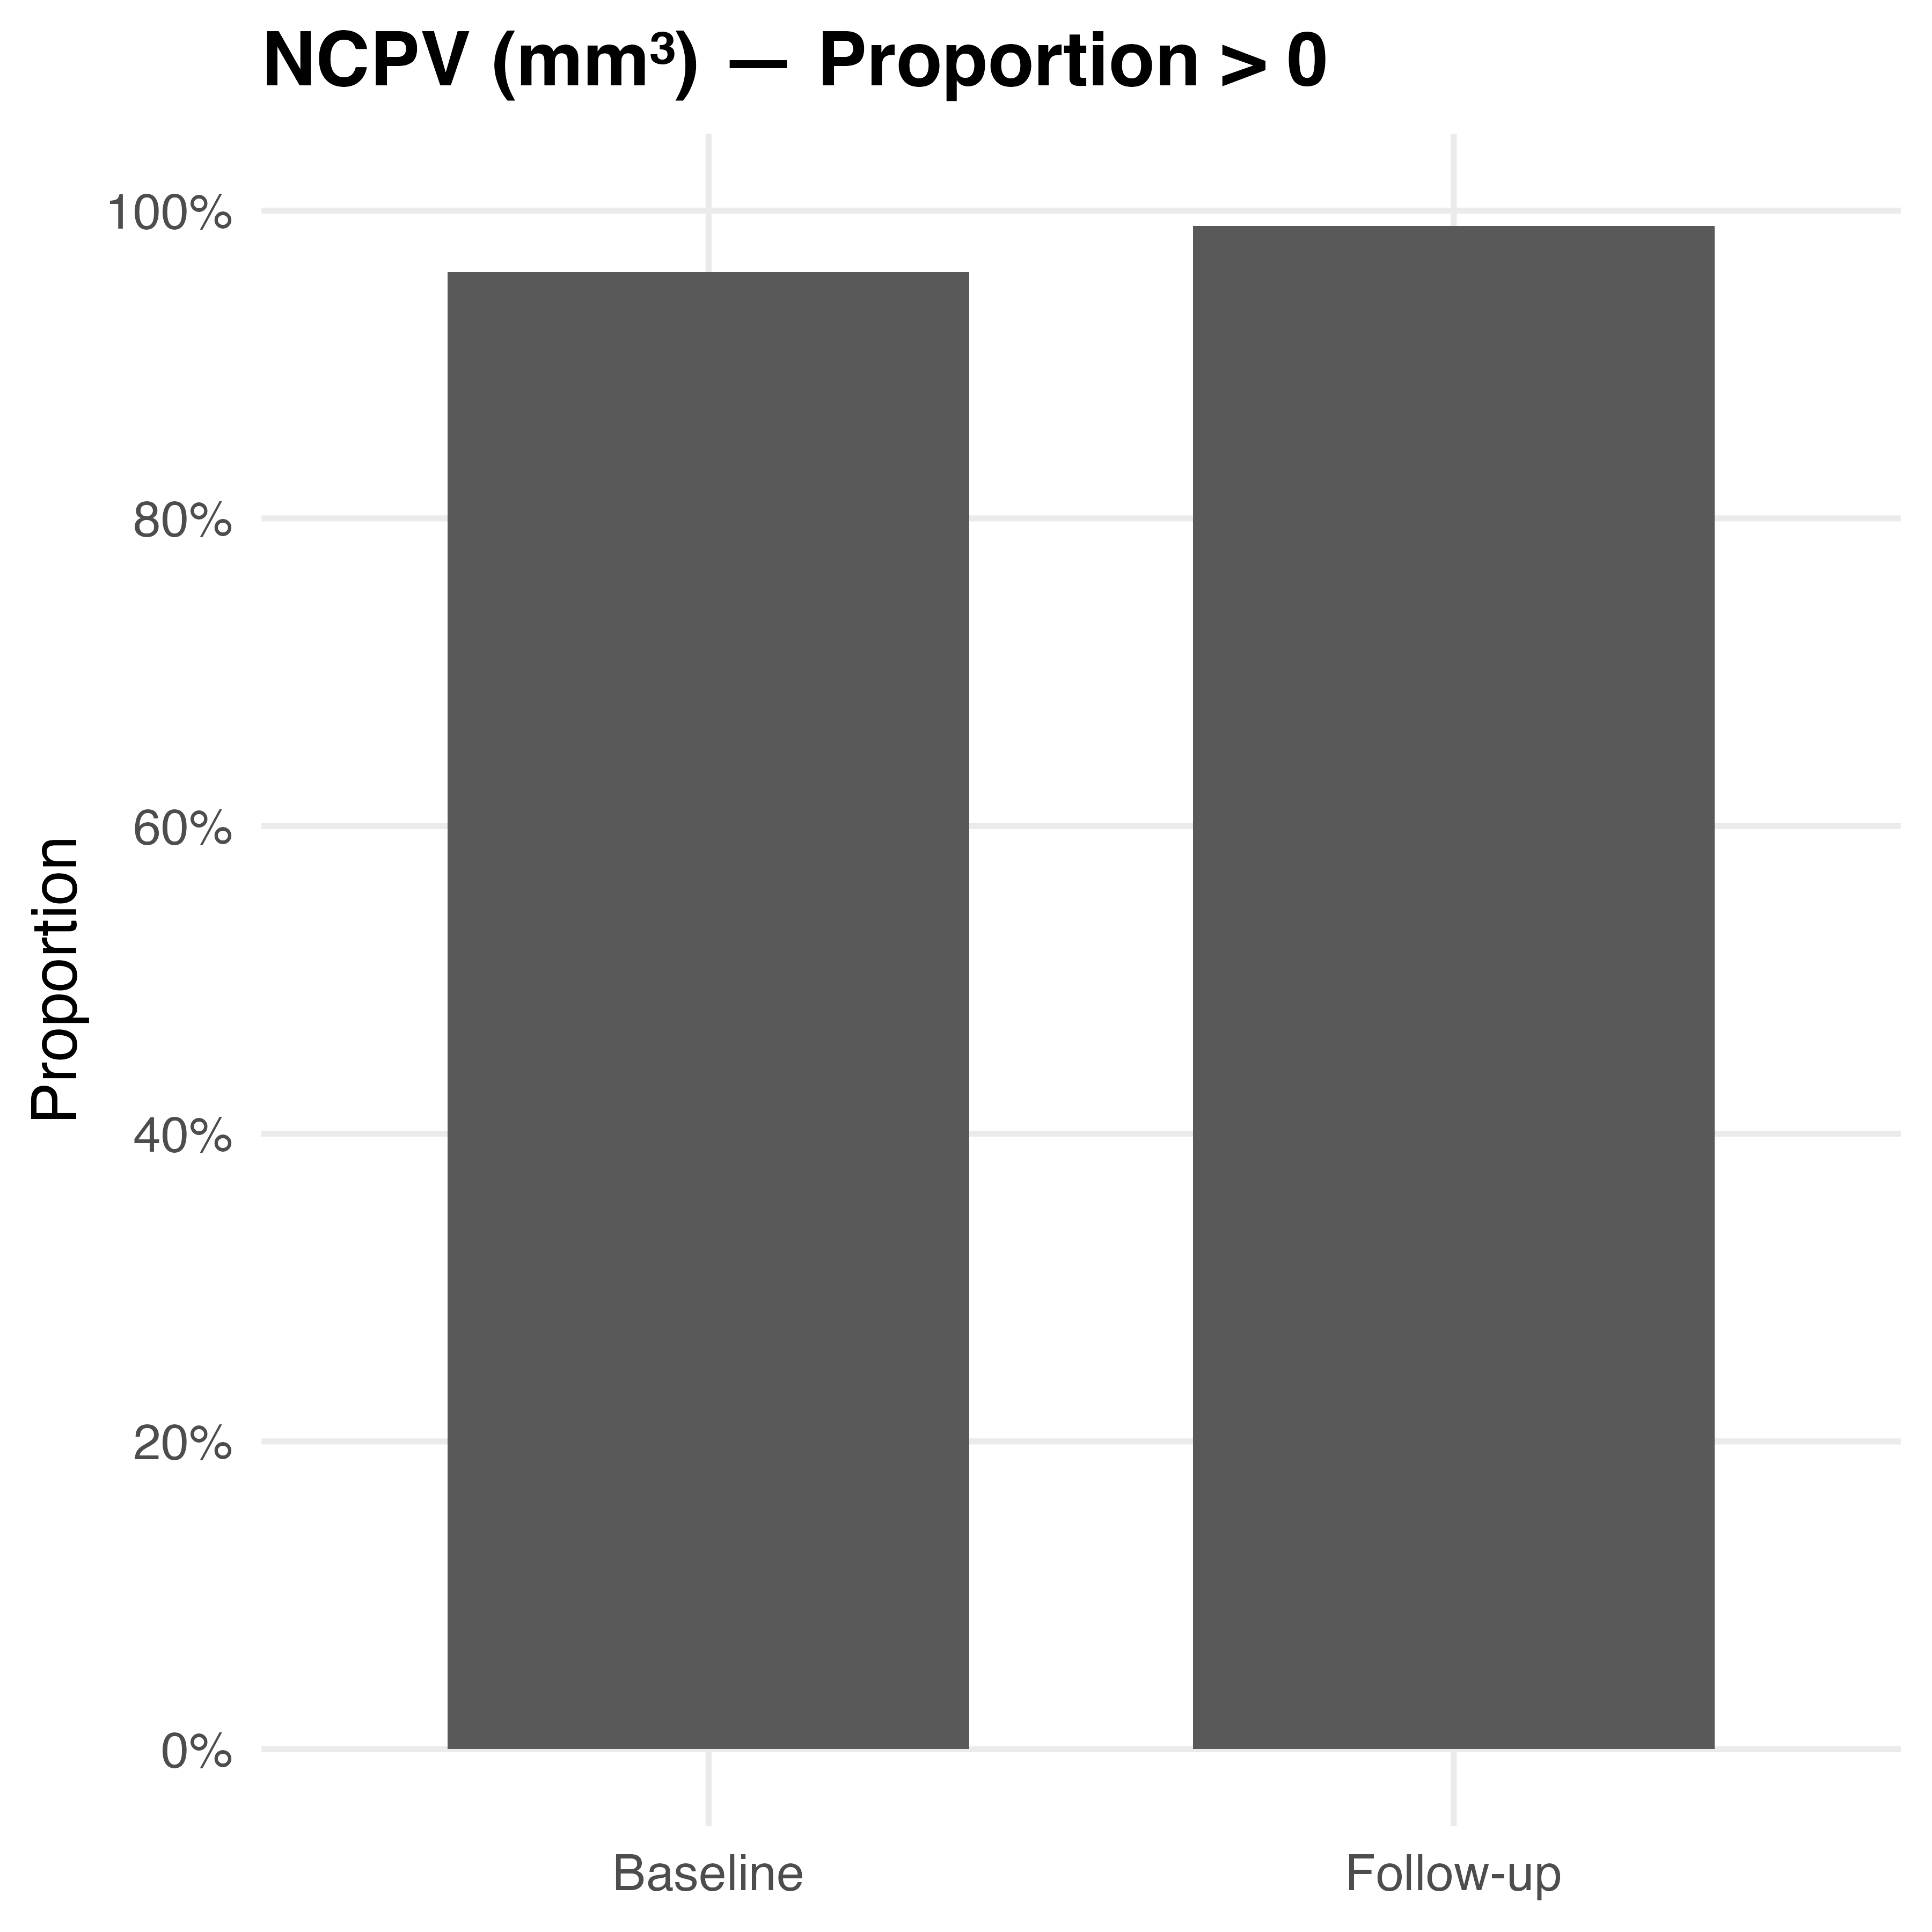 NCPV (mm³) — Proportion > 0
Proportion
100%
80%
60%
40%
20%
0%
Baseline
Follow-up